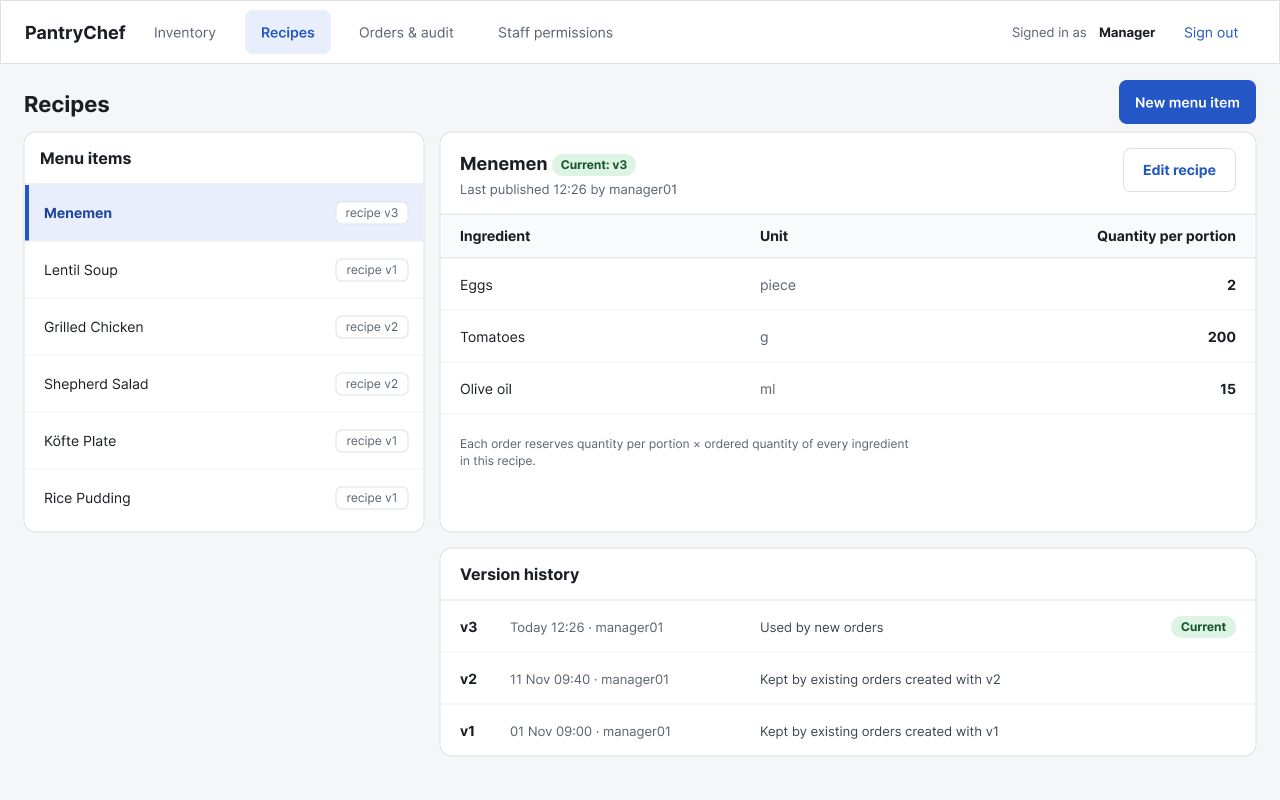 PantryChef Inventory Recipes Orders & audit Staff permissions Signed in as Manager Sign out
Recipes New menu item
Menu items
Menemen recipe v3
Lentil Soup recipe v1
Grilled Chicken recipe v2
Shepherd Salad recipe v2
Köfte Plate recipe v1
Rice Pudding recipe v1
Menemen Current: v3 Edit recipe
Last published 12:26 by manager01
Ingredient Unit Quantity per portion
Eggs piece 2
Tomatoes g 200
Olive oil ml 15
Each order reserves quantity per portion × ordered quantity of every ingredient
in this recipe.
Version history
v3 Today 12:26 · manager01 Used by new orders Current
v2 11 Nov 09:40 · manager01 Kept by existing orders created with v2
v1 01 Nov 09:00 · manager01 Kept by existing orders created with v1